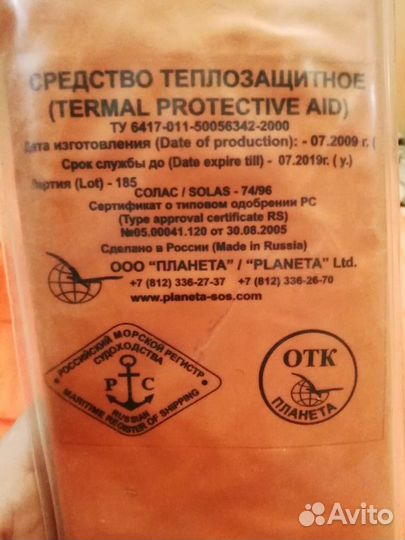 СРЕДСТВО ТЕПЛОЗАЩИТНОЕ
(TERMAL PROTECTIVE AID)
ТУ 6417-011-50056342-2000
Дата изготовления (Date of production): - 07.2009 г. (
Срок службы до (Date expire till) - 07.2019г. ( y.)
Партия (Lot) - 185
СОЛАС / SOLAS - 74/96
Сертификат о типовом одобрении РС
(Type approval certificate RS)
№05.00041.120 от 30.08.2005
Сделано в России (Made in Russia)
ООО "ПЛАНЕТА" / "PLANETA" Ltd.
+7 (812) 336-27-37 +7 (812) 336-26-70
www.planeta-sos.com
РОССИЙСКИЙ МОРСКОЙ РЕГИСТР
СУДОХОДСТВА
Р С
RUSSIAN
MARITIME REGISTER OF SHIPPING
ОТК
ПЛАНЕТА
Avito